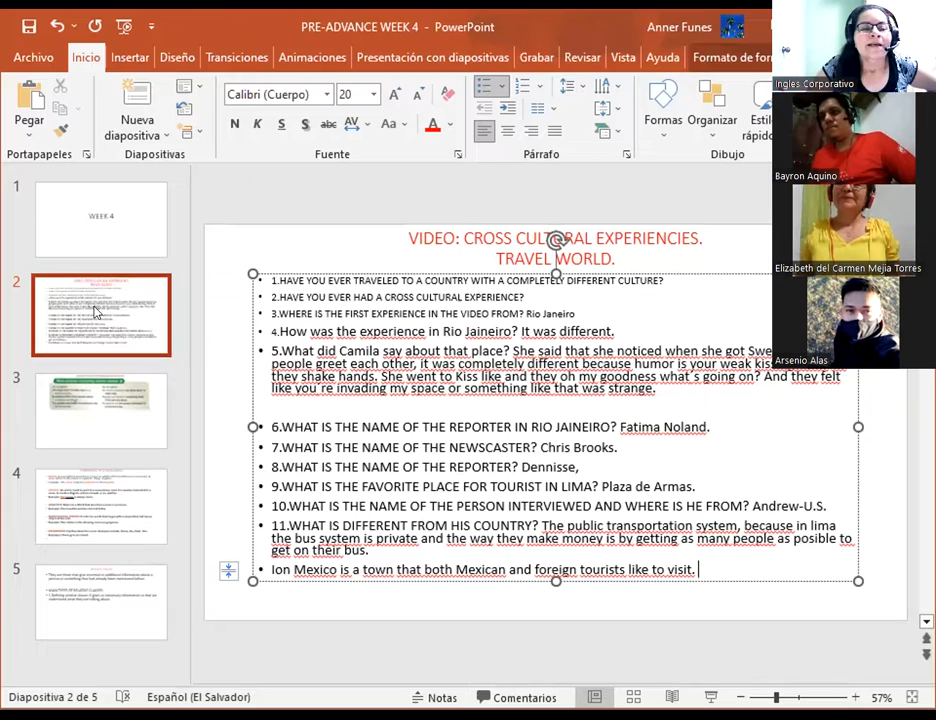 PRE-ADVANCE WEEK 4 - PowerPoint
Anner Funes
Archivo Inicio Insertar Diseño Transiciones Animaciones Presentación con diapositivas Grabar Revisar Vista Ayuda Formato de for
Pegar
Nueva
diapositiva
Calibri (Cuerpo) 20
N K S S abc AV Aa A
Formas
Organizar
Estil
rápido
Portapapeles
Diapositivas
Fuente
Párrafo
Dibujo
Ingles Corporativo
Bayron Aquino
Elizabeth del Carmen Mejia Torres
Arsenio Alas
1
WEEK 4
2
3
4
5
VIDEO: CROSS CULTURAL EXPERIENCES.
TRAVEL WORLD.
• 1.HAVE YOU EVER TRAVELED TO A COUNTRY WITH A COMPLETELY DIFFERENT CULTURE?
• 2.HAVE YOU EVER HAD A CROSS CULTURAL EXPERIENCE?
• 3.WHERE IS THE FIRST EXPERIENCE IN THE VIDEO FROM? Rio Janeiro
• 4.How was the experience in Rio Jaineiro? It was different.
• 5.What did Camila say about that place? She said that she noticed when she got Swe
people greet each other, it was completely different because humor is your weak kis
they shake hands. She went to Kiss like and they oh my goodness what´s going on? And they felt
like you´re invading my space or something like that was strange.
• 6.WHAT IS THE NAME OF THE REPORTER IN RIO JAINEIRO? Fatima Noland.
• 7.WHAT IS THE NAME OF THE NEWSCASTER? Chris Brooks.
• 8.WHAT IS THE NAME OF THE REPORTER? Dennisse,
• 9.WHAT IS THE FAVORITE PLACE FOR TOURIST IN LIMA? Plaza de Armas.
• 10.WHAT IS THE NAME OF THE PERSON INTERVIEWED AND WHERE IS HE FROM? Andrew-U.S.
• 11.WHAT IS DIFFERENT FROM HIS COUNTRY? The public transportation system, because in lima
the bus system is private and the way they make money is by getting as many people as posible to
get on their bus.
• Ion Mexico is a town that both Mexican and foreign tourists like to visit.
Diapositiva 2 de 5
Español (El Salvador)
Notas
Comentarios
57%